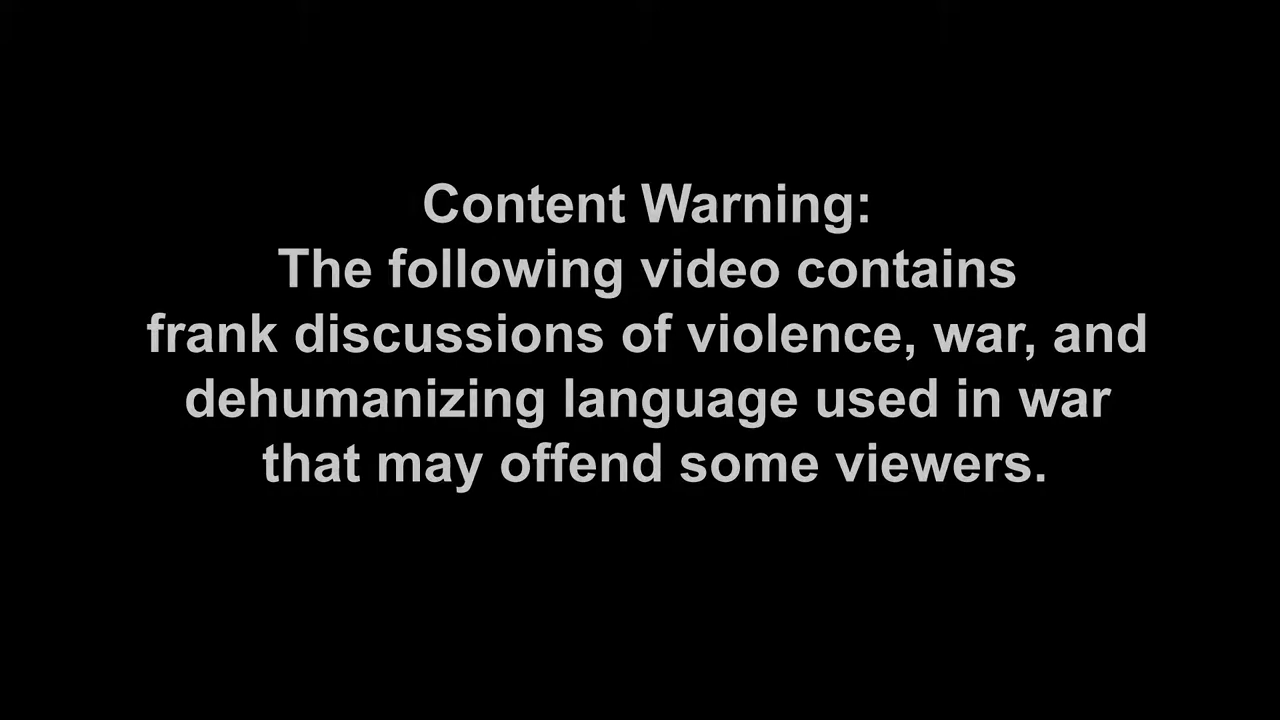 Content Warning:
The following video contains
frank discussions of violence, war, and
dehumanizing language used in war
that may offend some viewers.